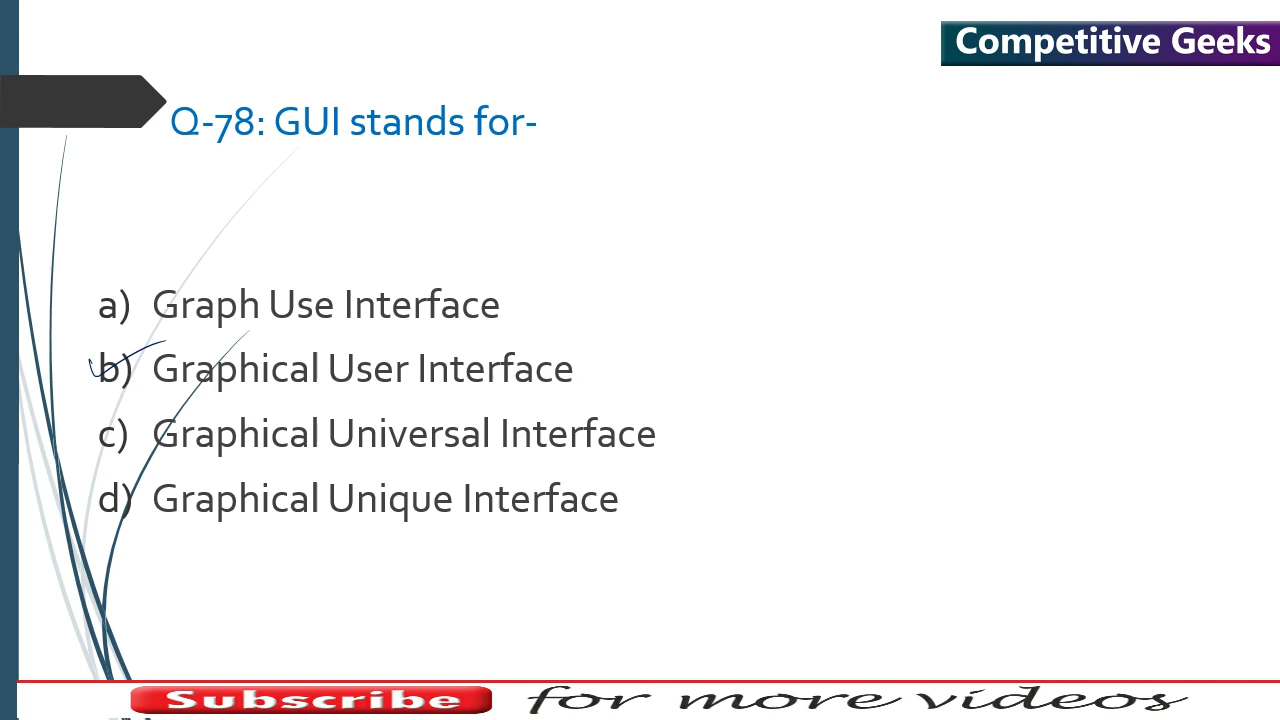 Competitive Geeks
Q-78: GUI stands for-
a) Graph Use Interface
b) Graphical User Interface
c) Graphical Universal Interface
d) Graphical Unique Interface
Subscribe for more videos